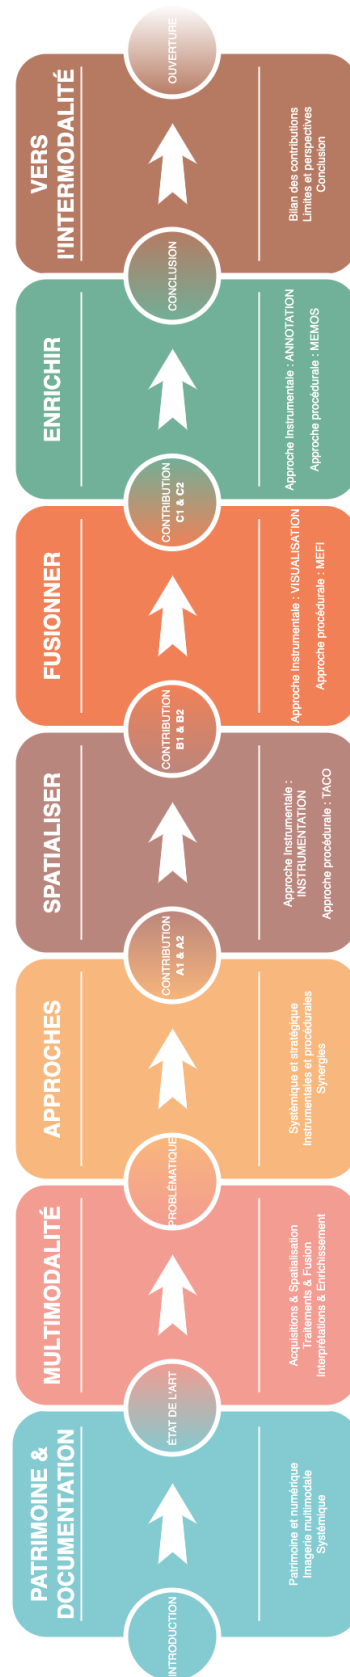 INTRODUCTION
PATRIMOINE &
DOCUMENTATION
Patrimoine et numérique
Imagerie multimodale
Systémique
ÉTAT DE L'ART
MULTIMODALITÉ
Acquisitions & Spatialisation
Traitements & Fusion
Interprétations & Enrichissement
PROBLÉMATIQUE
APPROCHES
Systémique et stratégique
Instrumentales et procédurales
Synergies
CONTRIBUTION
A1 & A2
SPATIALISER
Approche Instrumentale :
INSTRUMENTATION
Approche procédurale : TACO
CONTRIBUTION
B1 & B2
FUSIONNER
Approche Instrumentale : VISUALISATION
Approche procédurale : MEFI
CONTRIBUTION
C1 & C2
ENRICHIR
Approche Instrumentale : ANNOTATION
Approche procédurale : MEMOS
CONCLUSION
VERS
l'INTERMODALITÉ
Bilan des contributions
Limites et perspectives
Conclusion
OUVERTURE